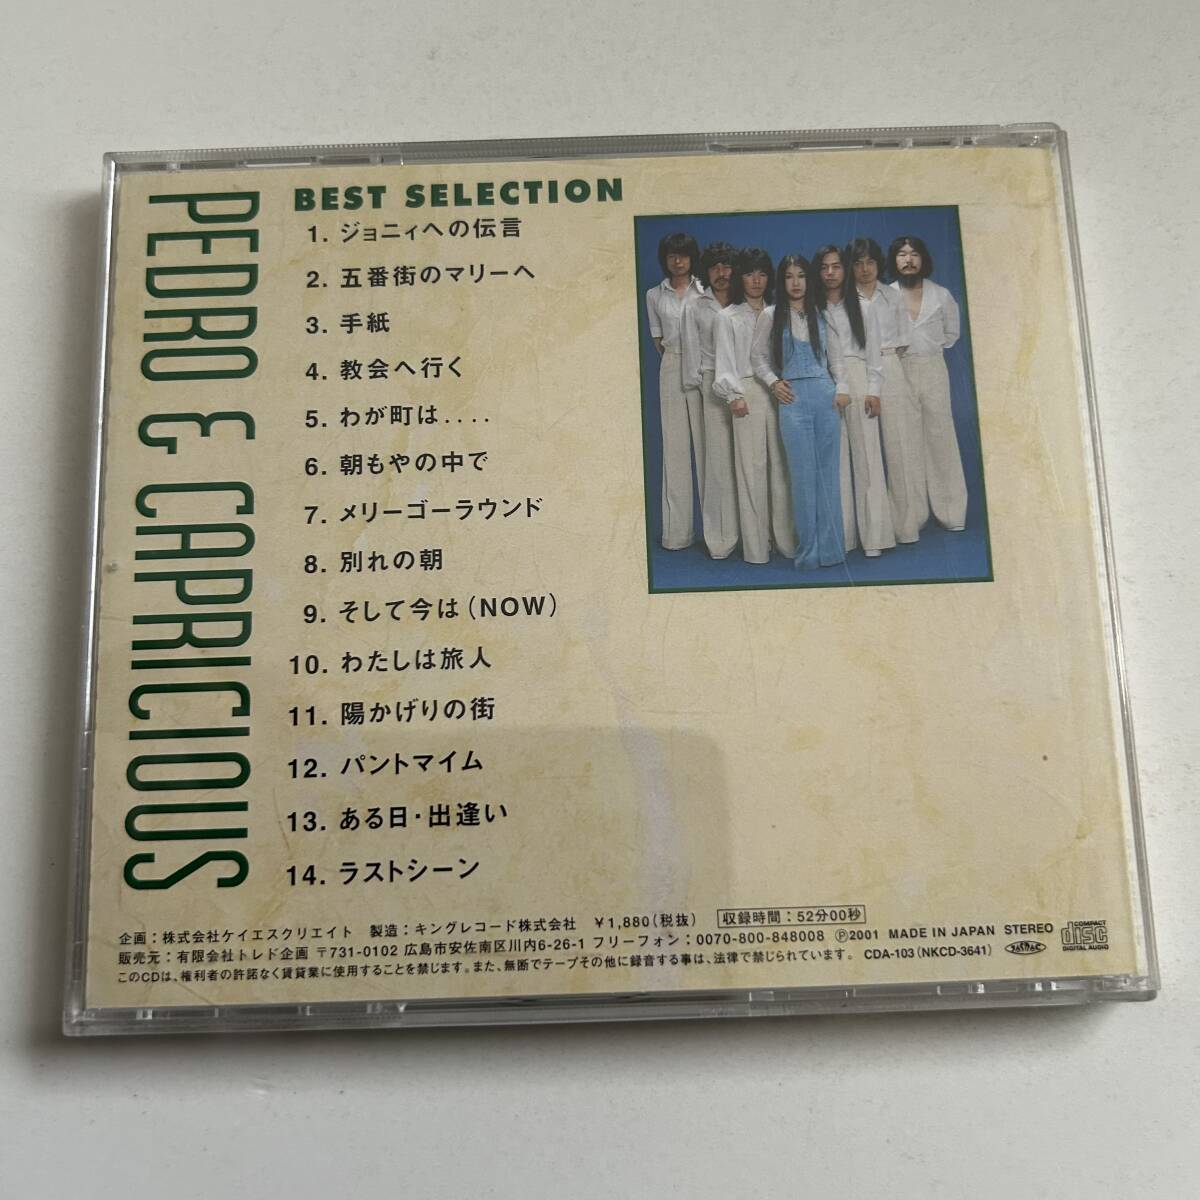 PEDRO & CAPRICIOUS
BEST SELECTION
1. ジョニィへの伝言
2. 五番街のマリーへ
3. 手紙
4. 教会へ行く
5. わが町は....
6. 朝もやの中で
7. メリーゴーラウンド
8. 別れの朝
9. そして今は(NOW)
10. わたしは旅人
11. 陽かげりの街
12. パントマイム
13. ある日・出逢い
14. ラストシーン
企画：株式会社ケイエスクリエイト 製造：キングレコード株式会社 ￥1,880(税抜) 収録時間：52分00秒
販売元：有限会社トレド企画 〒731-0102 広島市安佐南区川内6-26-1 フリーフォン：0070-800-848008 Ⓟ2001 MADE IN JAPAN STEREO
このCDは、権利者の許諾なく賃貸業に使用することを禁じます。また、無断でテープその他に録音する事は、法律で禁じられています。 CDA-103(NKCD-3641)
JASRAC
COMPACT
disc
DIGITAL AUDIO